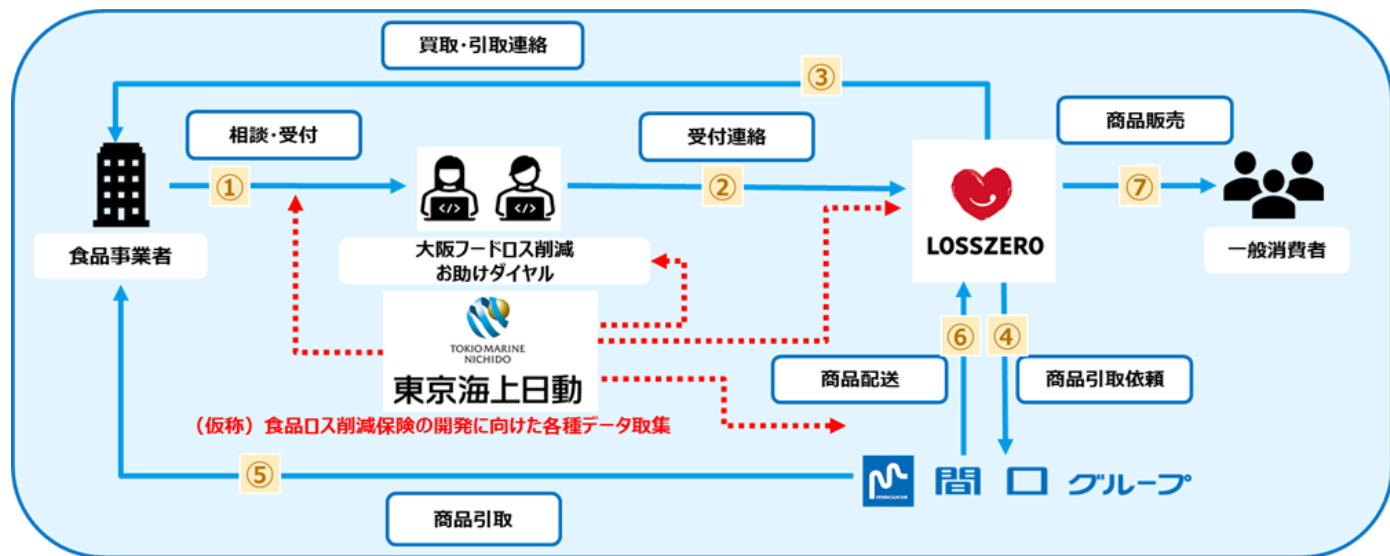 買取・引取連絡
③
相談・受付
受付連絡
商品販売
①
②
⑦
</>
</>
LOSSZERO
食品事業者
大阪フードロス削減
お助けダイヤル
一般消費者
TOKIO MARINE
NICHIDO
東京海上日動
⑥
④
商品配送
商品引取依頼
（仮称）食品ロス削減保険の開発に向けた各種データ取集
⑤
MAGUCHI
間口グループ
商品引取